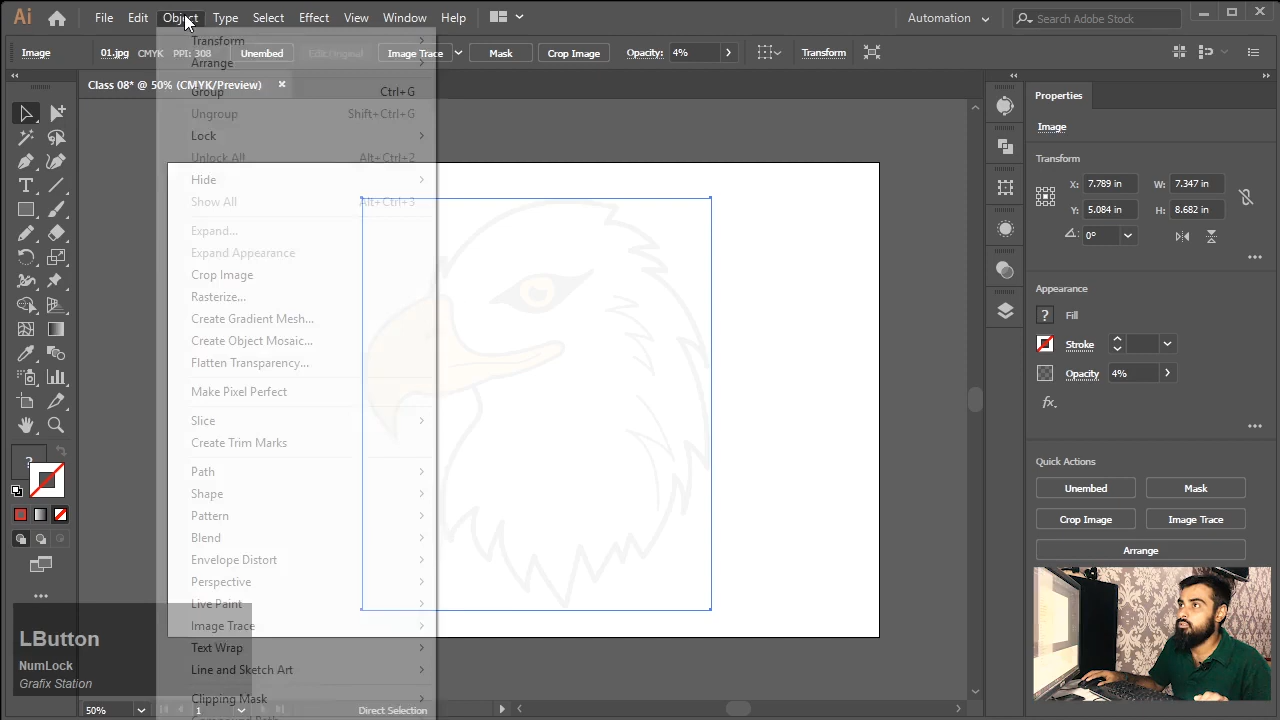 Ai File Edit Object Type Select Effect View Window Help Automation Search Adobe Stock
Image 01.jpg CMYK PPI: 308 Unembed Edit Original Image Trace Mask Crop Image Opacity: 4% Transform
Class 08* @ 50% (CMYK/Preview)
Transform
Arrange
Group Ctrl+G
Ungroup Shift+Ctrl+G
Lock
Unlock All Alt+Ctrl+2
Hide
Show All Alt+Ctrl+3
Expand...
Expand Appearance
Crop Image
Rasterize...
Create Gradient Mesh...
Create Object Mosaic...
Flatten Transparency...
Make Pixel Perfect
Slice
Create Trim Marks
Path
Shape
Pattern
Blend
Envelope Distort
Perspective
Live Paint
Image Trace
Text Wrap
Line and Sketch Art
Clipping Mask
Properties
Image
Transform
X: 7.789 in W: 7.347 in
Y: 5.084 in H: 8.682 in
0°
Appearance
? Fill
Stroke
Opacity 4%
fx.
Quick Actions
Unembed Mask
Crop Image Image Trace
Arrange
?
LButton
NumLock
Grafix Station
50% 1 Direct Selection